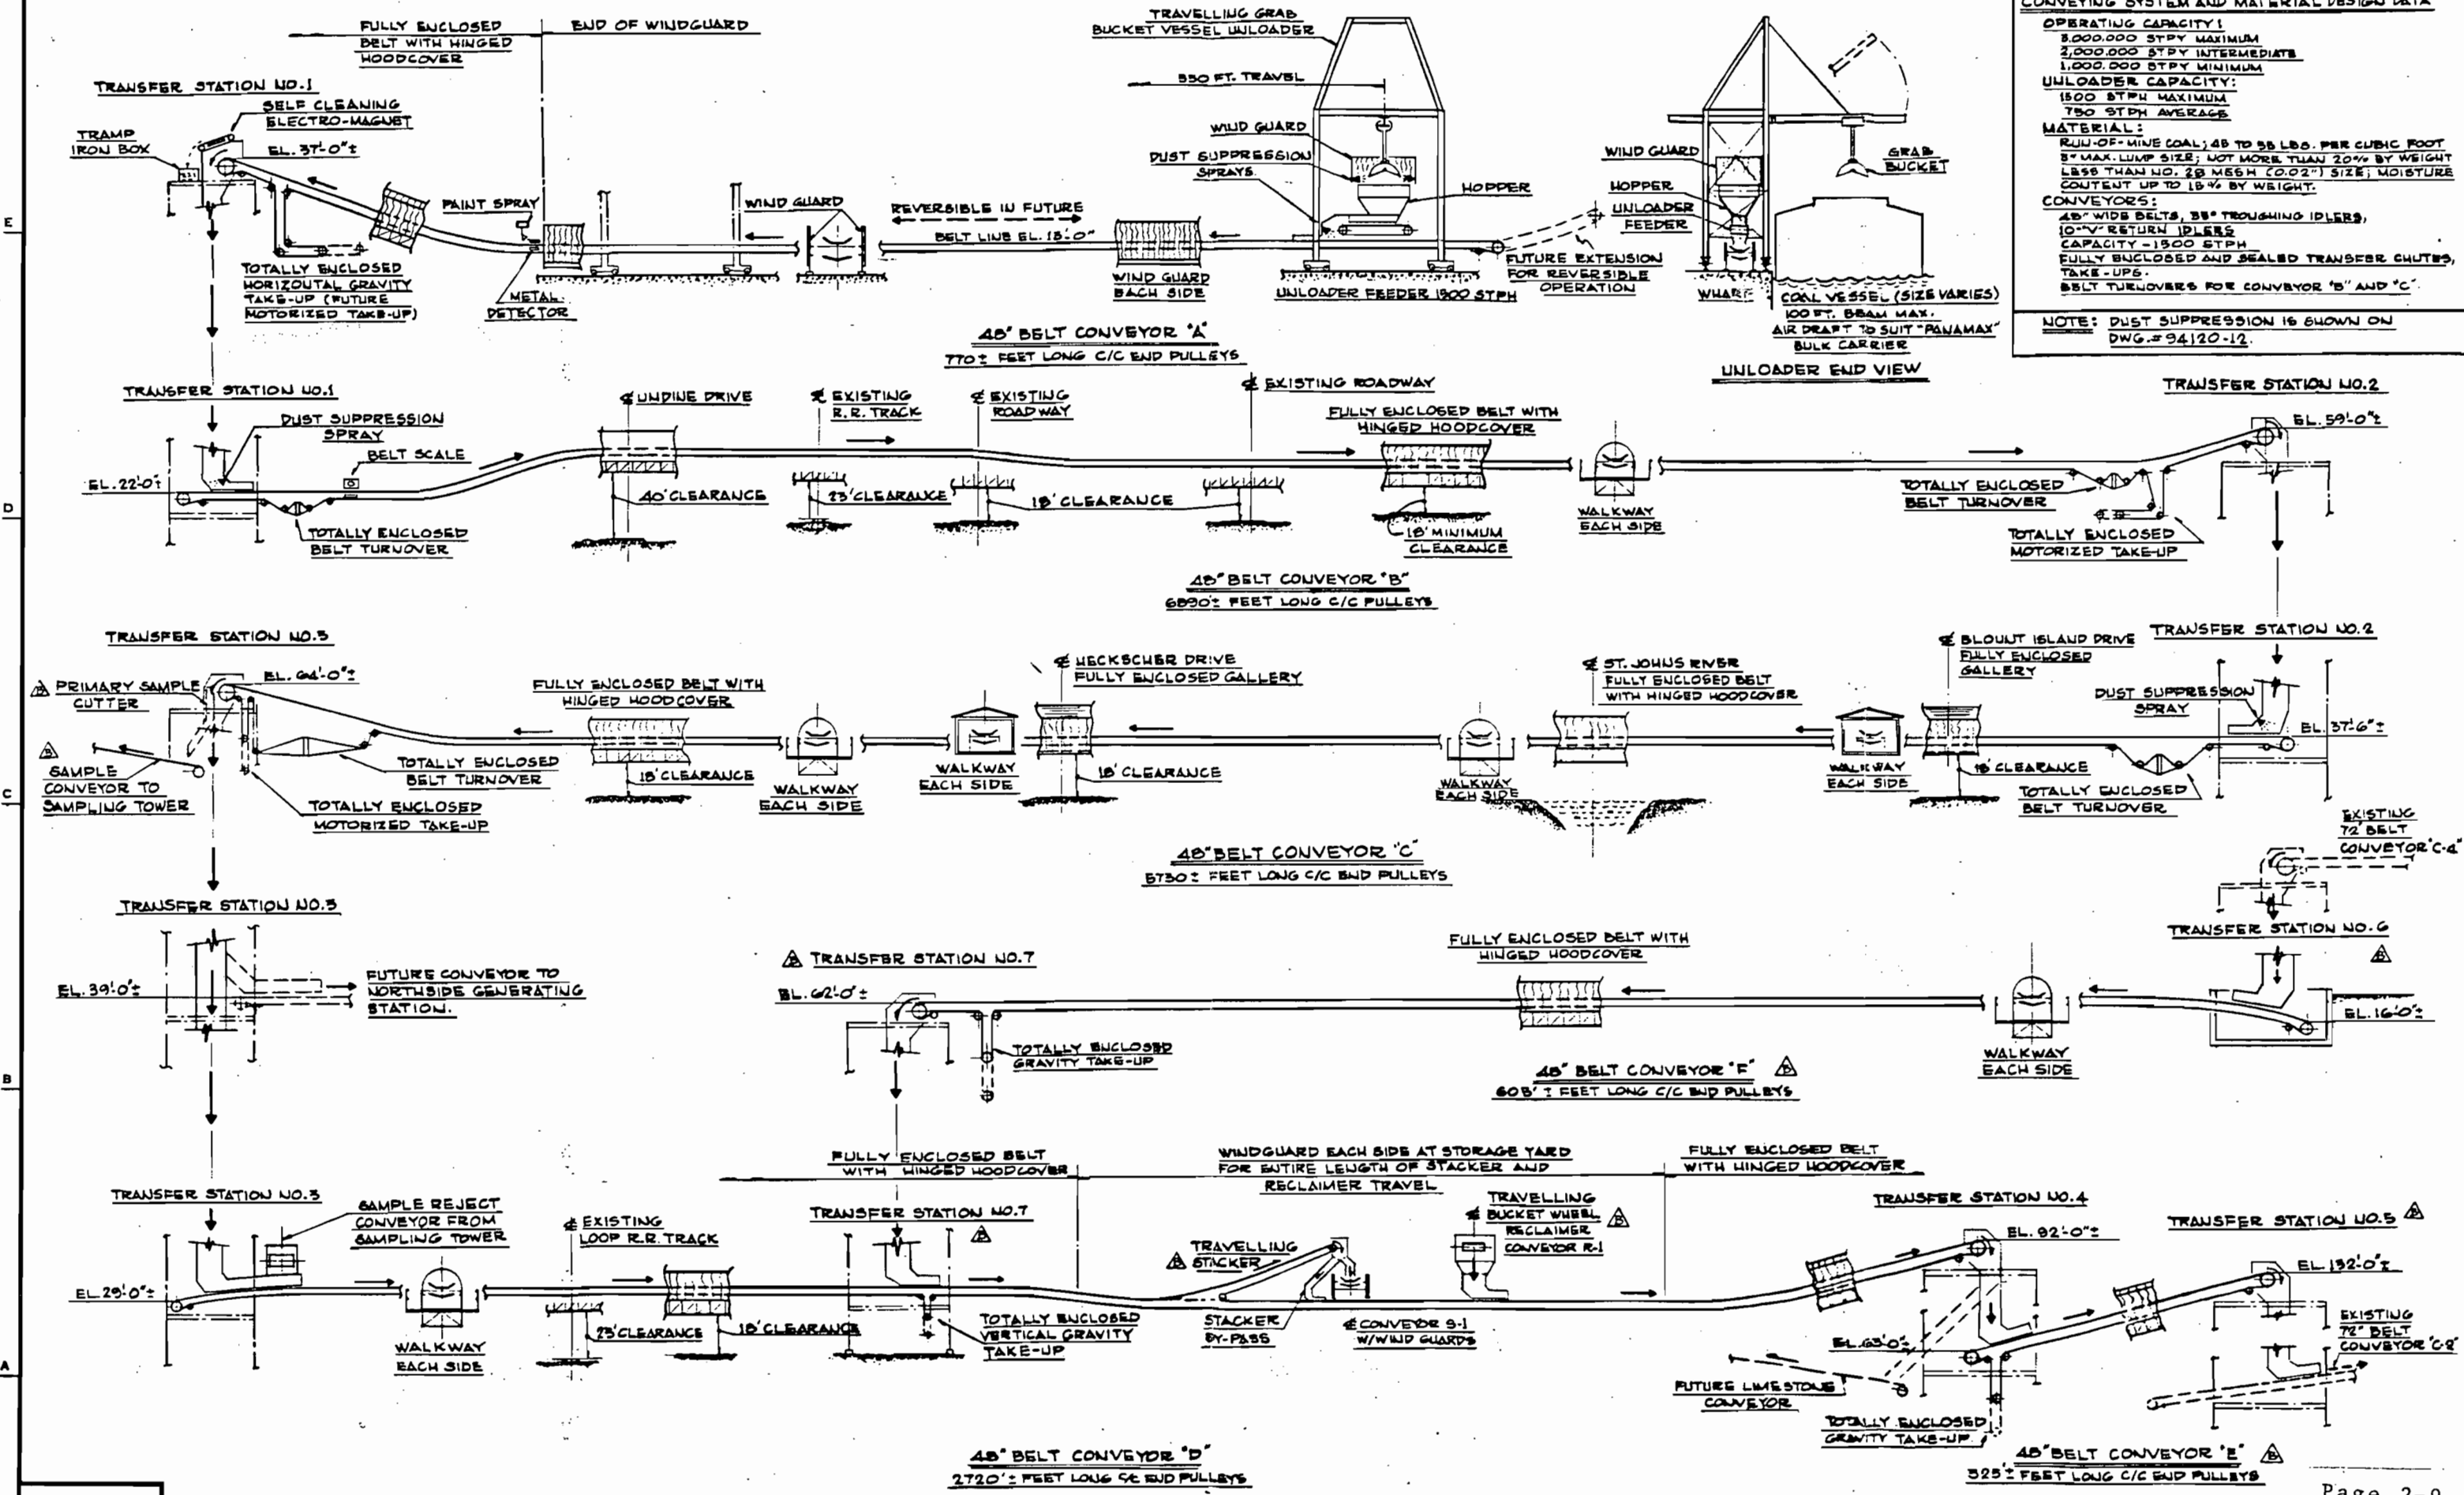 FULLY ENCLOSED
BELT WITH HINGED
HOODCOVER
END OF WINDGUARD
TRANSFER STATION NO.1
SELF CLEANING
ELECTRO-MAGNET
TRAMP
IRON BOX
EL. 37'-0"±
PAINT SPRAY
WIND GUARD
TOTALLY ENCLOSED
HORIZOUTAL GRAVITY
TAKE-UP (FUTURE
MOTORIZED TAKE-UP)
METAL
DETECTOR
REVERSIBLE IN FUTURE
BELT LINE EL. 13'-0"
WIND GUARD
EACH SIDE
TRAVELLING GRAB
BUCKET VESSEL UNLOADER
FT. TRAVEL
WIND GUARD
DUST SUPPRESSION
SPRAYS
HOPPER
UNLOADER FEEDER 1500 STPH
FUTURE EXTENSION
FOR REVERSIBLE
OPERATION
WIND GUARD
HOPPER
UNLOADER
FEEDER
GRAB
BUCKET
WHARF
COAL VESSEL (SIZE VARIES)
100 FT. BEAM MAX.
AIR DRAFT TO SUIT "PANAMAX"
BULK CARRIER
UNLOADER END VIEW
48" BELT CONVEYOR "A"
770± FEET LONG C/C END PULLEYS
CONVEYING SYSTEM AND MATERIAL DESIGN DATA
OPERATING CAPACITY:
3,000,000 STPY MAXIMUM
2,000,000 STPY INTERMEDIATE
1,000,000 STPY MINIMUM
UNLOADER CAPACITY:
1500 STPH MAXIMUM
750 STPH AVERAGE
MATERIAL:
RUN-OF-MINE COAL; 45 TO 55 LBS. PER CUBIC FOOT
MAX. LUMP SIZE; NOT MORE THAN 20% BY WEIGHT
LESS THAN NO. 28 MESH (0.02") SIZE; MOISTURE
CONTENT UP TO 15% BY WEIGHT.
CONVEYORS:
48" WIDE BELTS, 35° TROUGHING IDLERS,
10°"V" RETURN IDLERS
CAPACITY - 1500 STPH
FULLY ENCLOSED AND SEALED TRANSFER CHUTES,
TAKE-UPS.
BELT TURNOVERS FOR CONVEYOR "B" AND "C".
NOTE: DUST SUPPRESSION IS SHOWN ON
DWG.# 94120-12.
TRANSFER STATION NO.1
DUST SUPPRESSION
SPRAY
BELT SCALE
EL. 22'-0"±
TOTALLY ENCLOSED
BELT TURNOVER
℄ UNDINE DRIVE
40' CLEARANCE
℄ EXISTING
R.R. TRACK
23' CLEARANCE
℄ EXISTING
ROADWAY
18' CLEARANCE
℄ EXISTING ROADWAY
FULLY ENCLOSED BELT WITH
HINGED HOODCOVER
18' MINIMUM
CLEARANCE
WALKWAY
EACH SIDE
TRANSFER STATION NO.2
EL. 59'-0"±
TOTALLY ENCLOSED
BELT TURNOVER
TOTALLY ENCLOSED
MOTORIZED TAKE-UP
48" BELT CONVEYOR "B"
± FEET LONG C/C PULLEYS
TRANSFER STATION NO.3
B PRIMARY SAMPLE
CUTTER
EL. 64'-0"±
B
SAMPLE
CONVEYOR TO
SAMPLING TOWER
TOTALLY ENCLOSED
BELT TURNOVER
TOTALLY ENCLOSED
MOTORIZED TAKE-UP
FULLY ENCLOSED BELT WITH
HINGED HOODCOVER
18' CLEARANCE
WALKWAY
EACH SIDE
℄ HECKSCHER DRIVE
FULLY ENCLOSED GALLERY
WALKWAY
EACH SIDE
18' CLEARANCE
℄ ST. JOHNS RIVER
FULLY ENCLOSED BELT
WITH HINGED HOODCOVER
WALKWAY
EACH SIDE
℄ BLOUNT ISLAND DRIVE
FULLY ENCLOSED
GALLERY
WALKWAY
EACH SIDE
18' CLEARANCE
TRANSFER STATION NO.2
DUST SUPPRESSION
SPRAY
EL. 37'-6"±
TOTALLY ENCLOSED
BELT TURNOVER
48" BELT CONVEYOR "C"
5730± FEET LONG C/C END PULLEYS
EXISTING
72" BELT
CONVEYOR "C-4"
TRANSFER STATION NO.3
EL. 39'-0"±
FUTURE CONVEYOR TO
NORTHSIDE GENERATING
STATION.
B TRANSFER STATION NO.7
EL. 62'-0"±
TOTALLY ENCLOSED
GRAVITY TAKE-UP
FULLY ENCLOSED BELT WITH
HINGED HOODCOVER
WALKWAY
EACH SIDE
TRANSFER STATION NO.6
B
EL. 16'-0"±
48" BELT CONVEYOR "F" B
605'± FEET LONG C/C END PULLEYS
TRANSFER STATION NO.3
SAMPLE REJECT
CONVEYOR FROM
SAMPLING TOWER
EL. 29'-0"±
WALKWAY
EACH SIDE
℄ EXISTING
LOOP R.R. TRACK
23' CLEARANCE
18' CLEARANCE
FULLY ENCLOSED BELT
WITH HINGED HOODCOVER
TRANSFER STATION NO.7
B
TOTALLY ENCLOSED
VERTICAL GRAVITY
TAKE-UP
WINDGUARD EACH SIDE AT STORAGE YARD
FOR ENTIRE LENGTH OF STACKER AND
RECLAIMER TRAVEL
B TRAVELLING
STACKER
STACKER
BY-PASS
℄ CONVEYOR S-1
W/WIND GUARDS
TRAVELLING
℄ BUCKET WHEEL
RECLAIMER B
CONVEYOR R-1
FULLY ENCLOSED BELT
WITH HINGED HOODCOVER
TRANSFER STATION NO.4
EL. 92'-0"±
EL. 63'-0"±
FUTURE LIMESTONE
CONVEYOR
TOTALLY ENCLOSED
GRAVITY TAKE-UP
TRANSFER STATION NO.5 B
EL. 132'-0"±
EXISTING
72" BELT
CONVEYOR "C-2"
48" BELT CONVEYOR "D"
2720'± FEET LONG C/C END PULLEYS
48" BELT CONVEYOR "E" B
325'± FEET LONG C/C END PULLEYS
E
D
C
B
A
Page 2-9